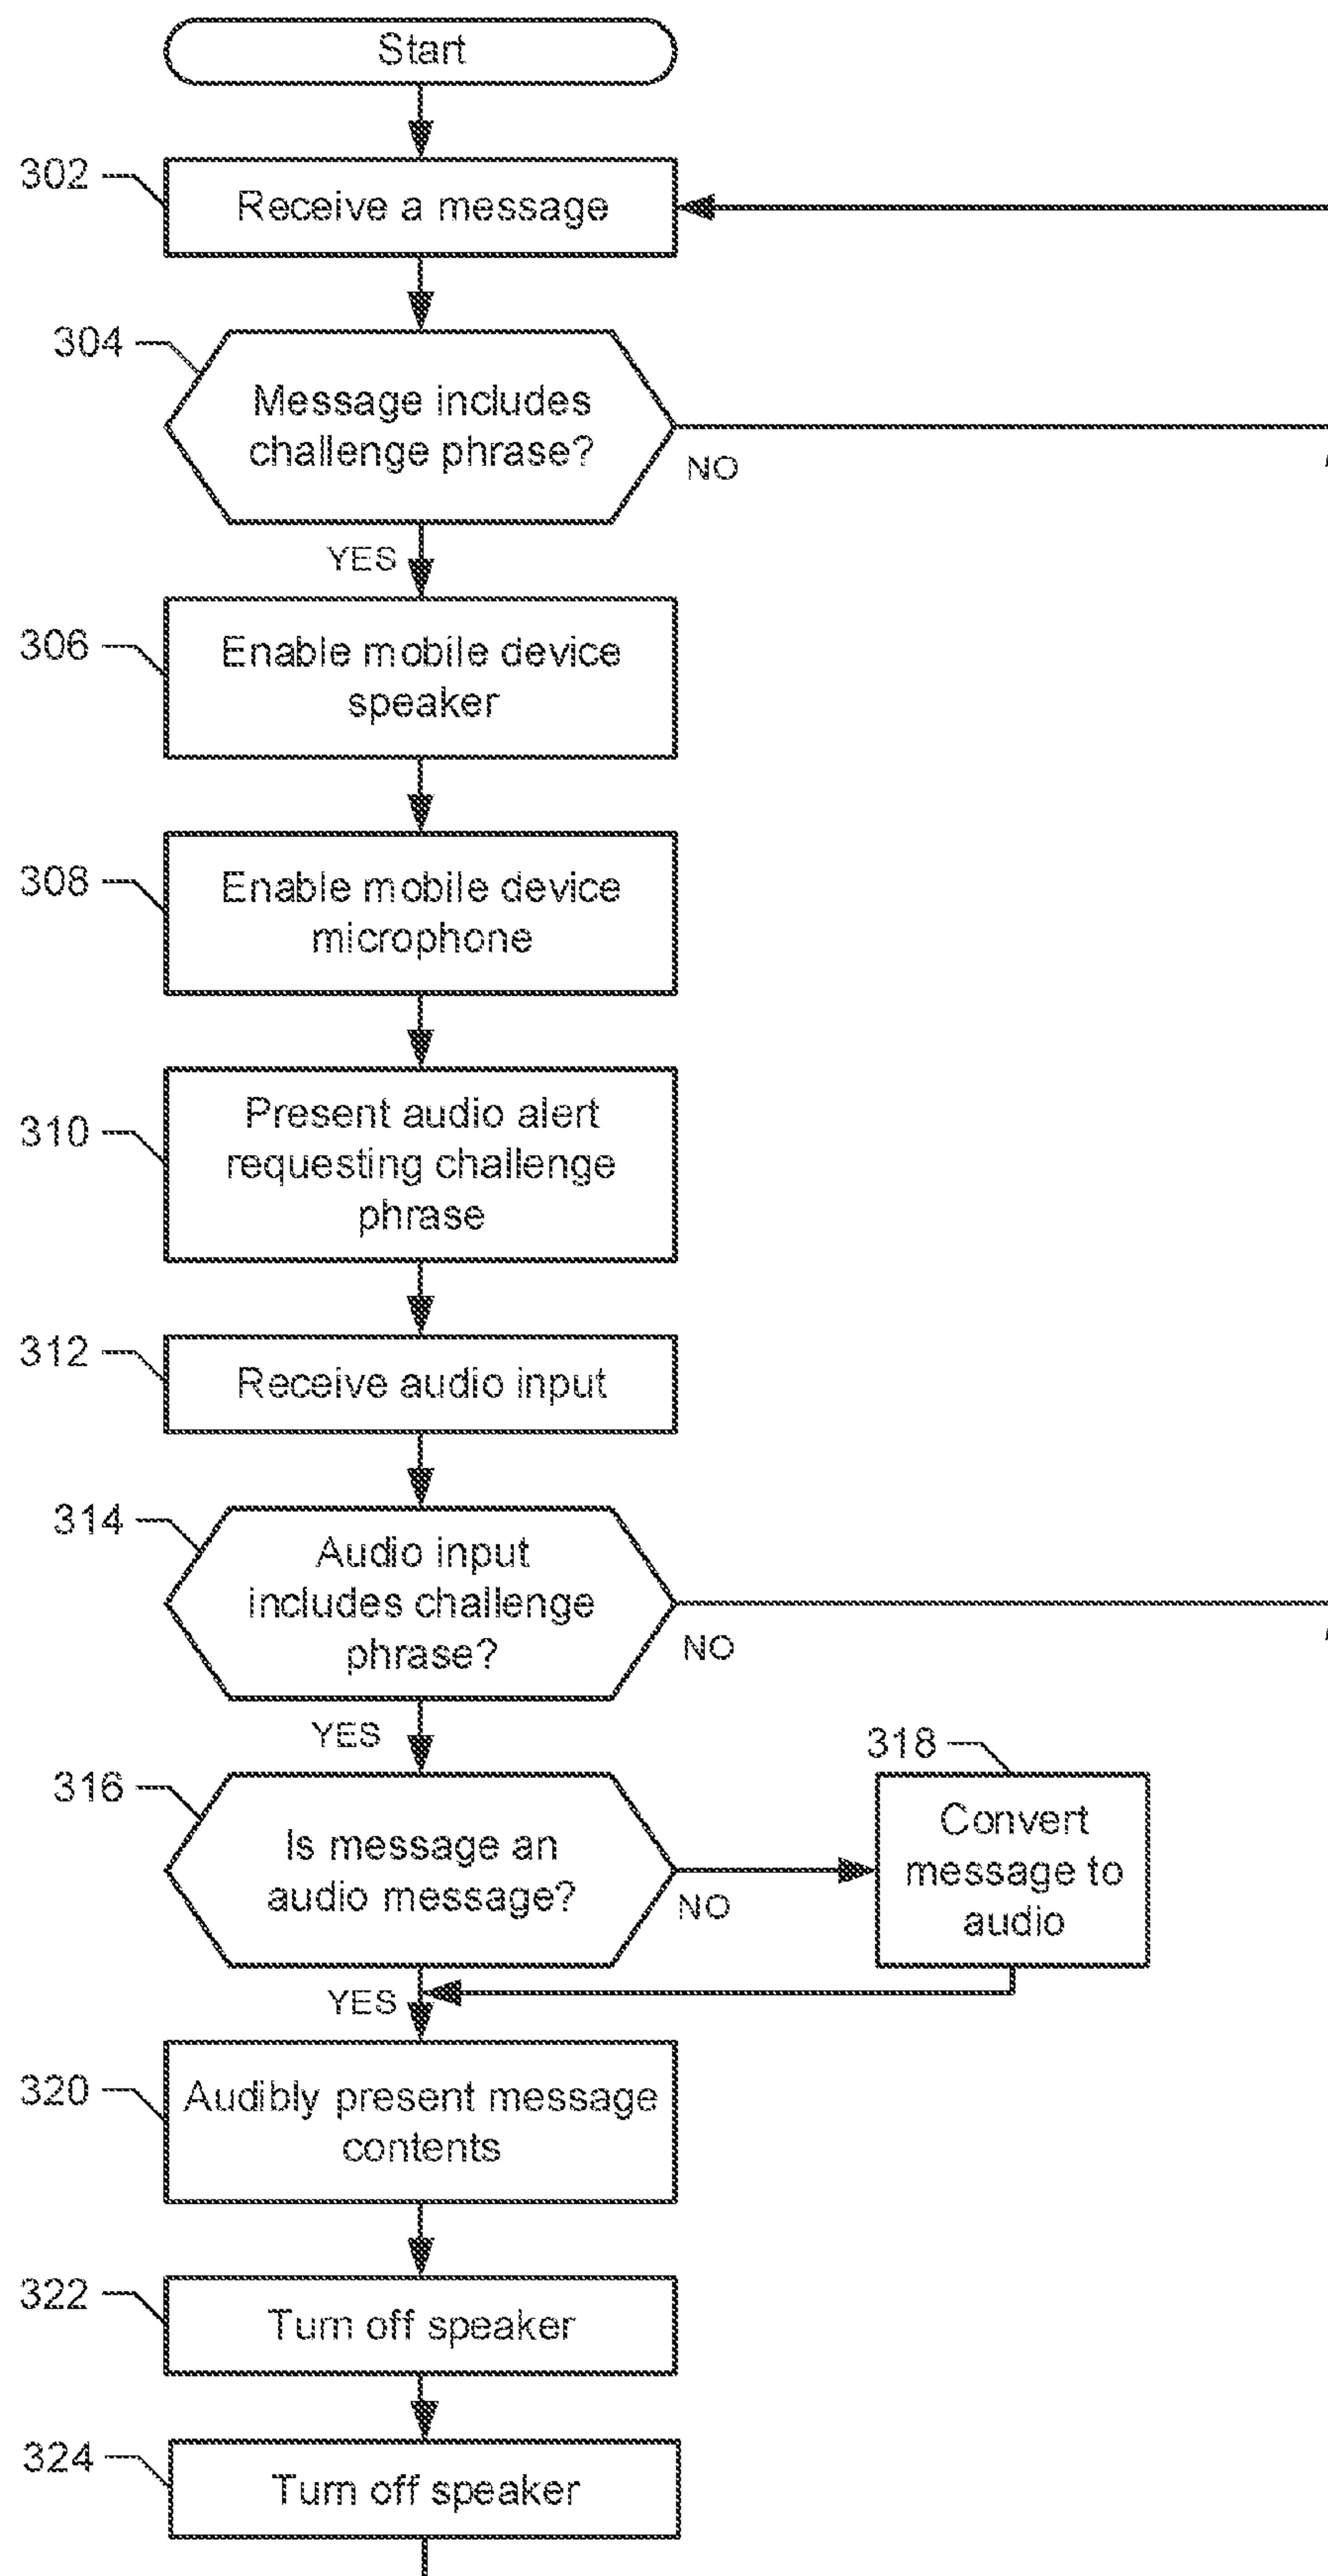 Start
302
Receive a message
304
Message includes
challenge phrase?
NO
YES
306
Enable mobile device
speaker
308
Enable mobile device
microphone
310
Present audio alert
requesting challenge
phrase
312
Receive audio input
314
Audio input
includes challenge
phrase?
NO
YES
316
Is message an
audio message?
NO
318
Convert
message to
audio
YES
320
Audibly present message
contents
322
Turn off speaker
324
Turn off speaker